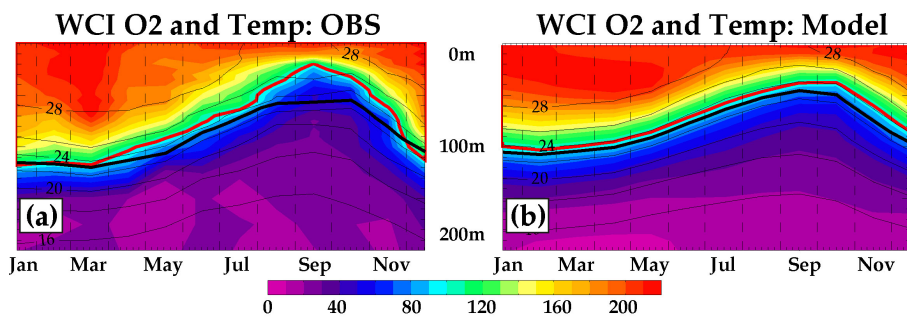 WCI O2 and Temp: OBS
WCI O2 and Temp: Model
28
28
24
20
16
(a)
0m
100m
200m
28
28
24
20
(b)
Jan Mar May Jul Sep Nov
Jan Mar May Jul Sep Nov
0 40 80 120 160 200